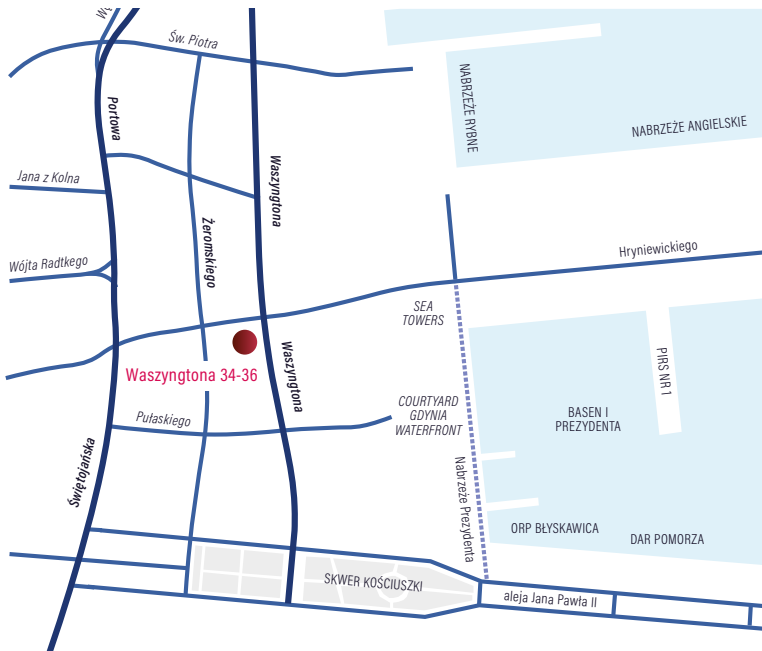 Św. Piotra
Portowa
NABRZEŻE RYBNE
NABRZEŻE ANGIELSKIE
Jana z Kolna
Waszyngtona
Żeromskiego
Wójta Radtkego
Hryniewickiego
SEA
TOWERS
Waszyngtona 34-36
Waszyngtona
PIRS NR 1
COURTYARD
GDYNIA
WATERFRONT
BASEN I
PREZYDENTA
Pułaskiego
Świętojańska
Nabrzeże Prezydenta
ORP BŁYSKAWICA
DAR POMORZA
SKWER KOŚCIUSZKI
aleja Jana Pawła II